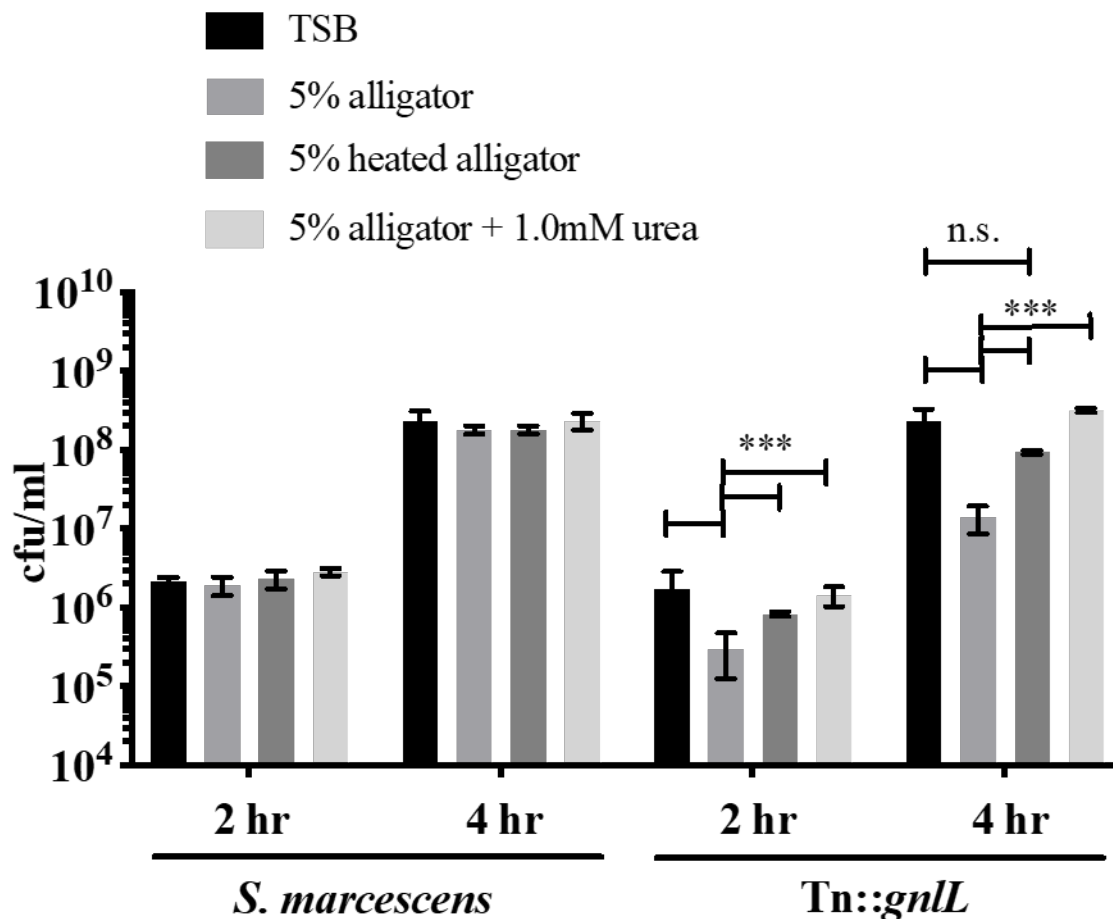 TSB
5% alligator
5% heated alligator
5% alligator + 1.0mM urea
n.s.
***
***
cfu/ml
10^10
10^9
10^8
10^7
10^6
10^5
10^4
2 hr 4 hr 2 hr 4 hr
S. marcescens Tn::gnlL